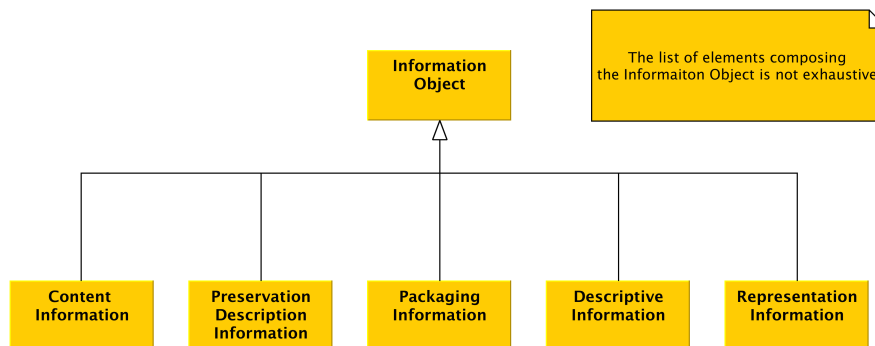 Information
Object
The list of elements composing
the Informaiton Object is not exhaustive
Content
Information
Preservation
Description
Information
Packaging
Information
Descriptive
Information
Representation
Information